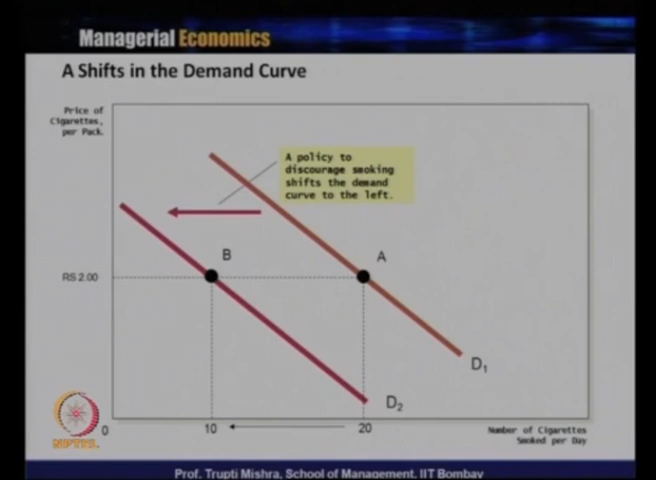 Managerial Economics
A Shifts in the Demand Curve
Price of
Cigarettes,
per Pack.
A policy to
discourage smoking
shifts the demand
curve to the left.
B
A
RS 2.00
D1
D2
0
10
20
Number of Cigarettes
Smoked per Day
NPTEL
Prof. Trupti Mishra, School of Management, IIT Bombay